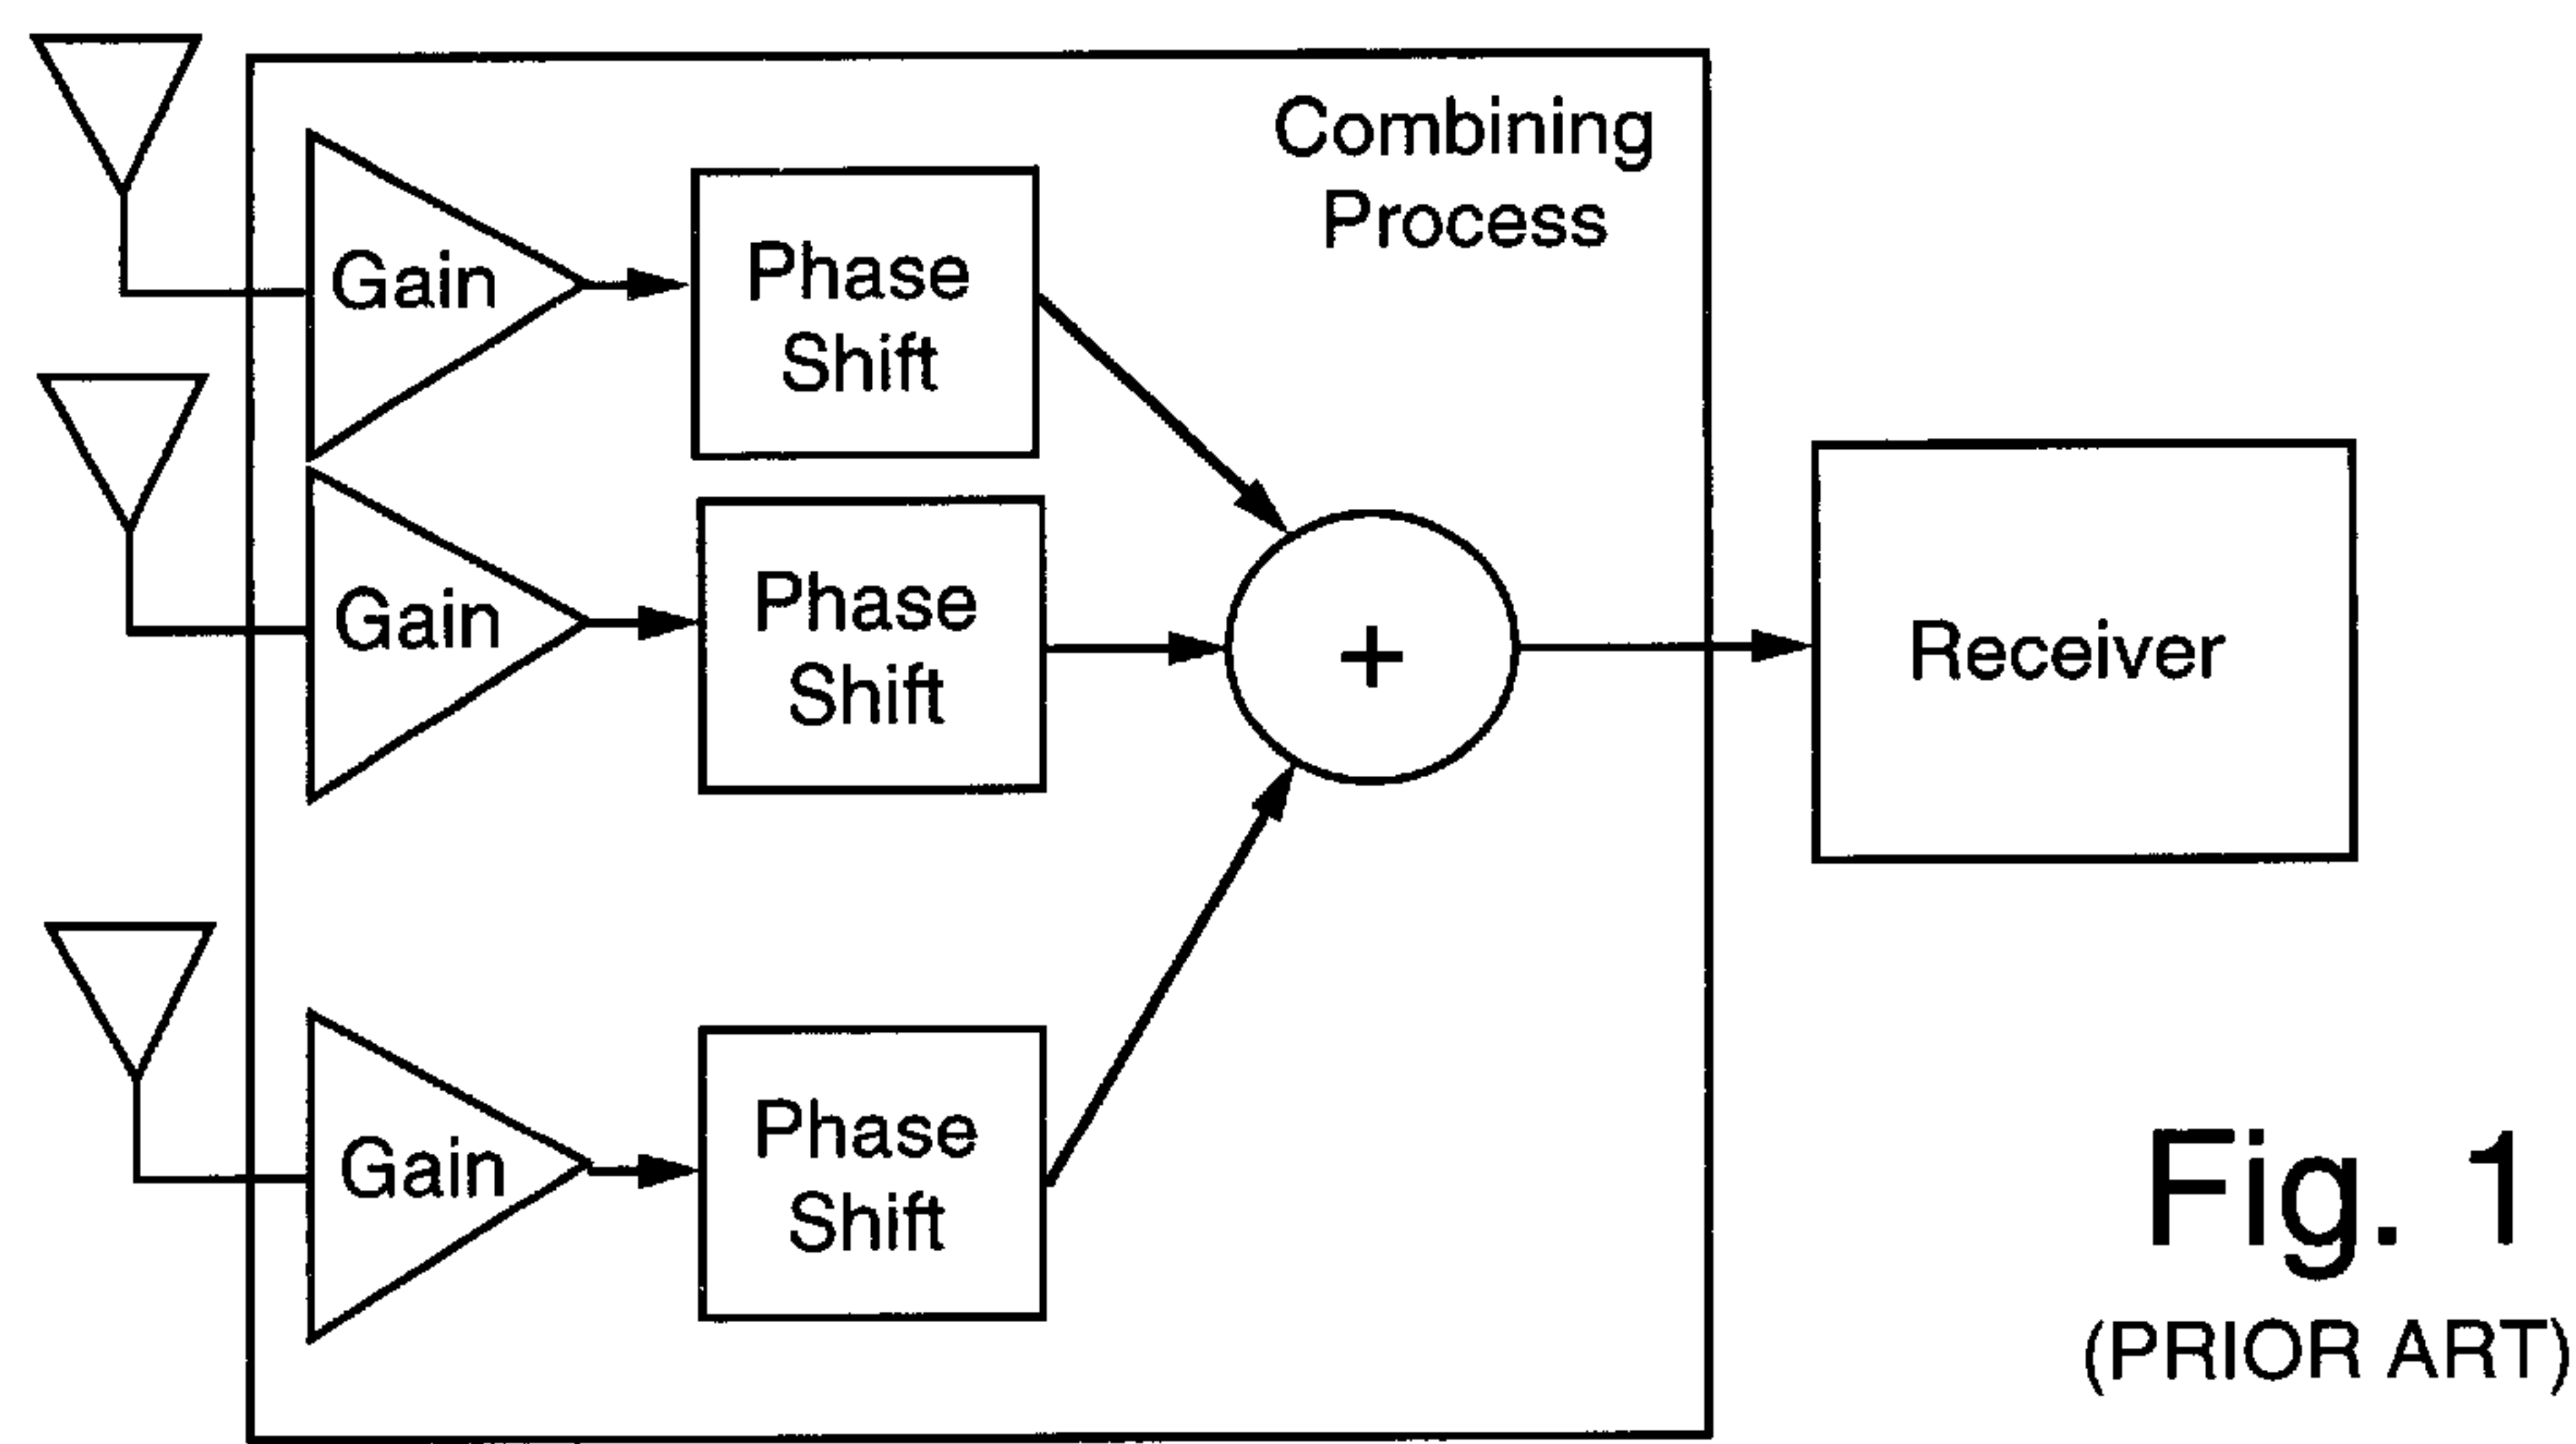 Combining
Process
Gain
Phase
Shift
Gain
Phase
Shift
+
Receiver
Gain
Phase
Shift
Fig. 1
(PRIOR ART)